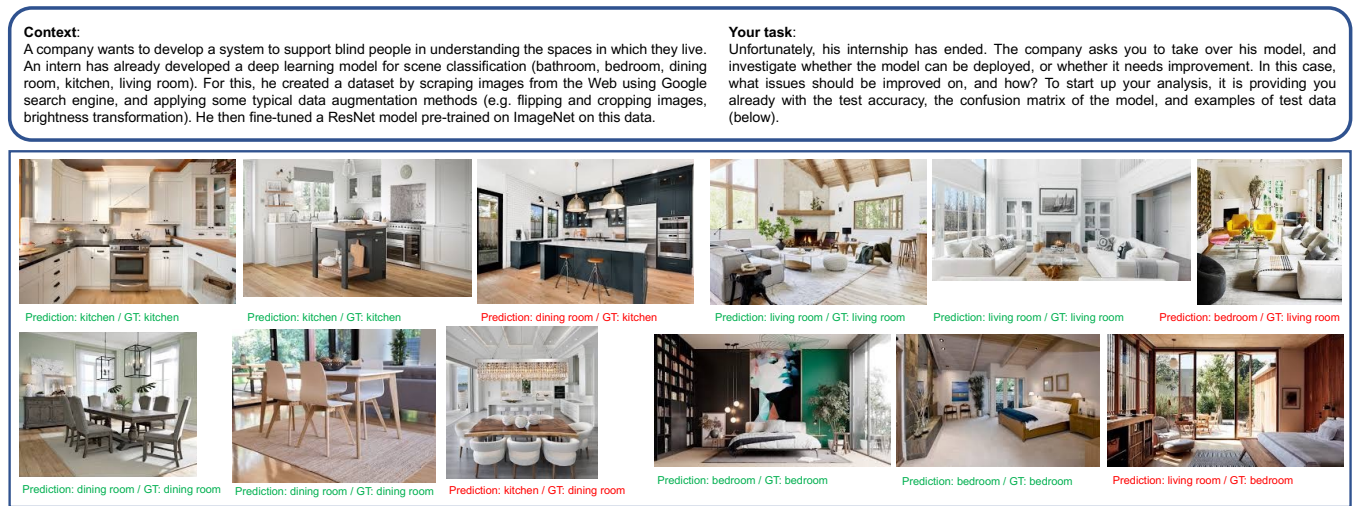 Context:
A company wants to develop a system to support blind people in understanding the spaces in which they live.
An intern has already developed a deep learning model for scene classification (bathroom, bedroom, dining
room, kitchen, living room). For this, he created a dataset by scraping images from the Web using Google
search engine, and applying some typical data augmentation methods (e.g. flipping and cropping images,
brightness transformation). He then fine-tuned a ResNet model pre-trained on ImageNet on this data.
Your task:
Unfortunately, his internship has ended. The company asks you to take over his model, and
investigate whether the model can be deployed, or whether it needs improvement. In this case,
what issues should be improved on, and how? To start up your analysis, it is providing you
already with the test accuracy, the confusion matrix of the model, and examples of test data
(below).
Prediction: kitchen / GT: kitchen
Prediction: kitchen / GT: kitchen
Prediction: dining room / GT: kitchen
Prediction: living room / GT: living room
Prediction: living room / GT: living room
Prediction: bedroom / GT: living room
Prediction: dining room / GT: dining room
Prediction: dining room / GT: dining room
Prediction: kitchen / GT: dining room
Prediction: bedroom / GT: bedroom
Prediction: bedroom / GT: bedroom
Prediction: living room / GT: bedroom